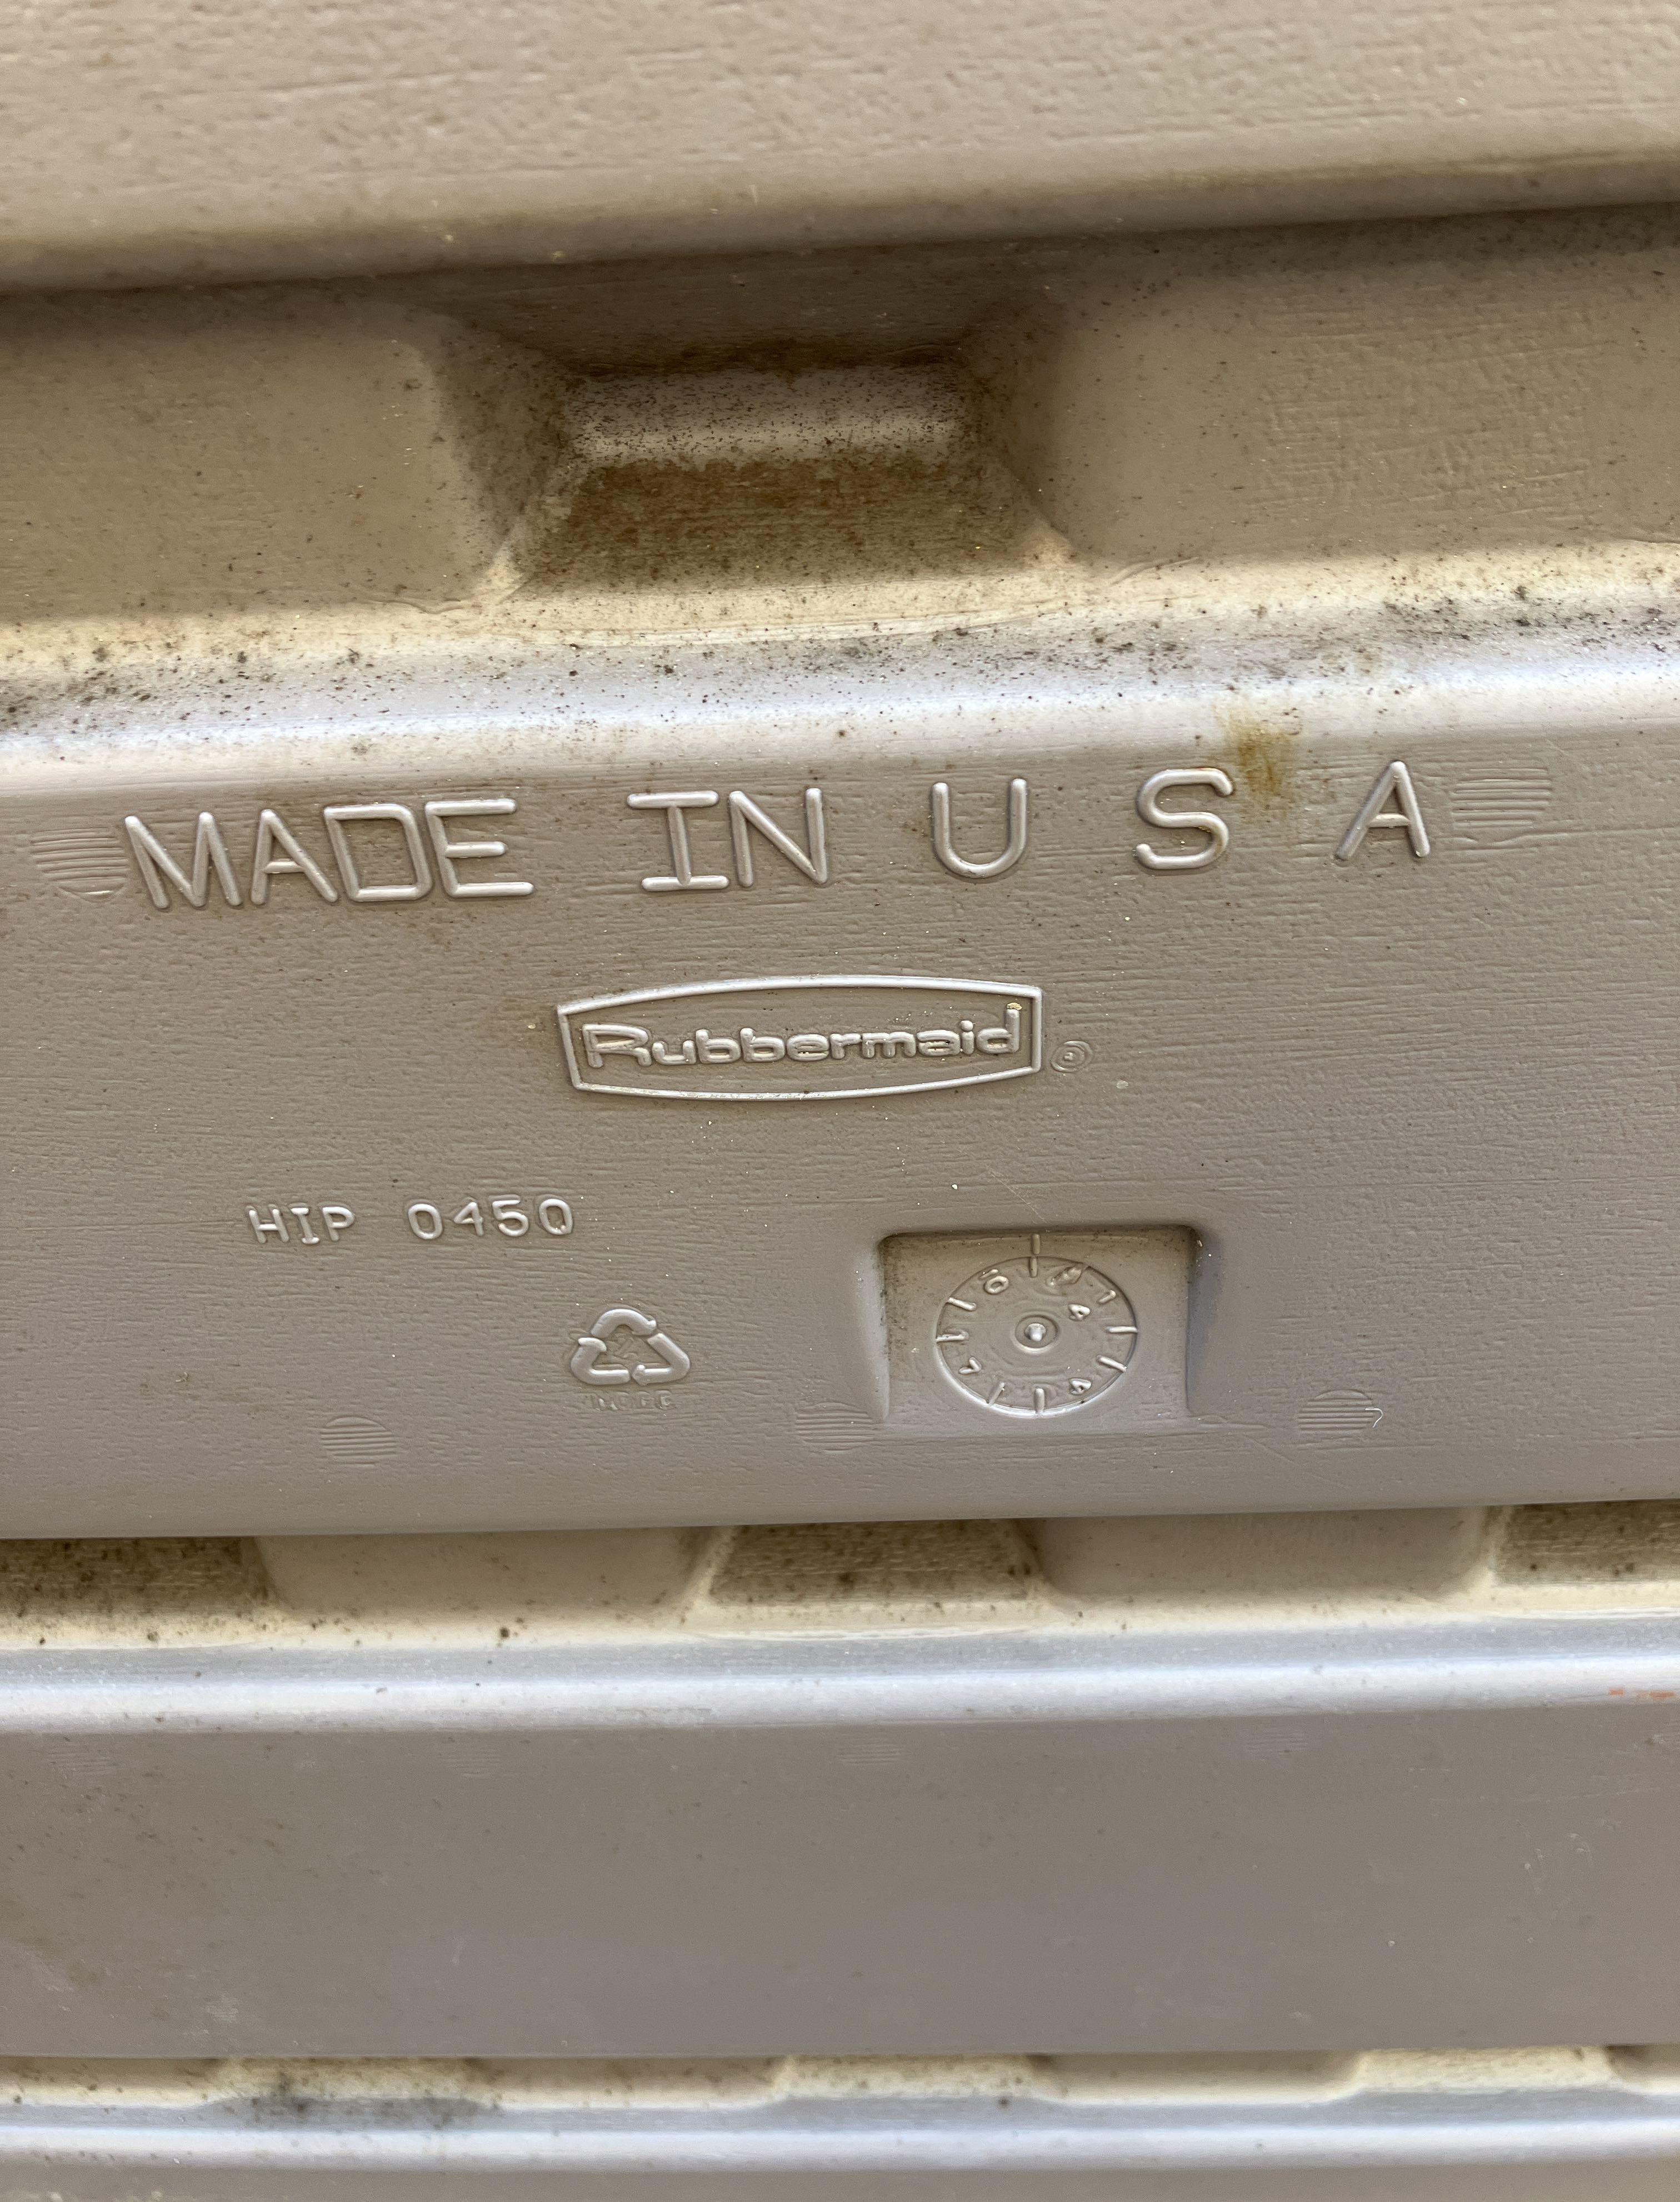 MADE IN U S A
Rubbermaid ®
HIP 0450